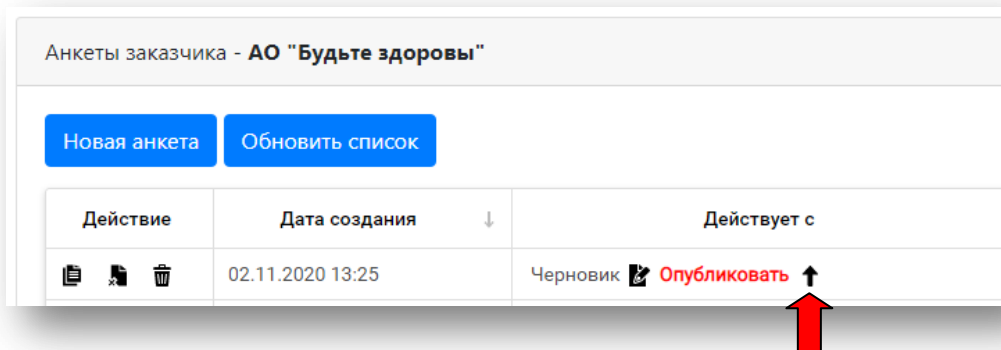 Анкеты заказчика - АО "Будьте здоровы"
Новая анкета Обновить список
Действие Дата создания Действует с
02.11.2020 13:25 Черновик Опубликовать